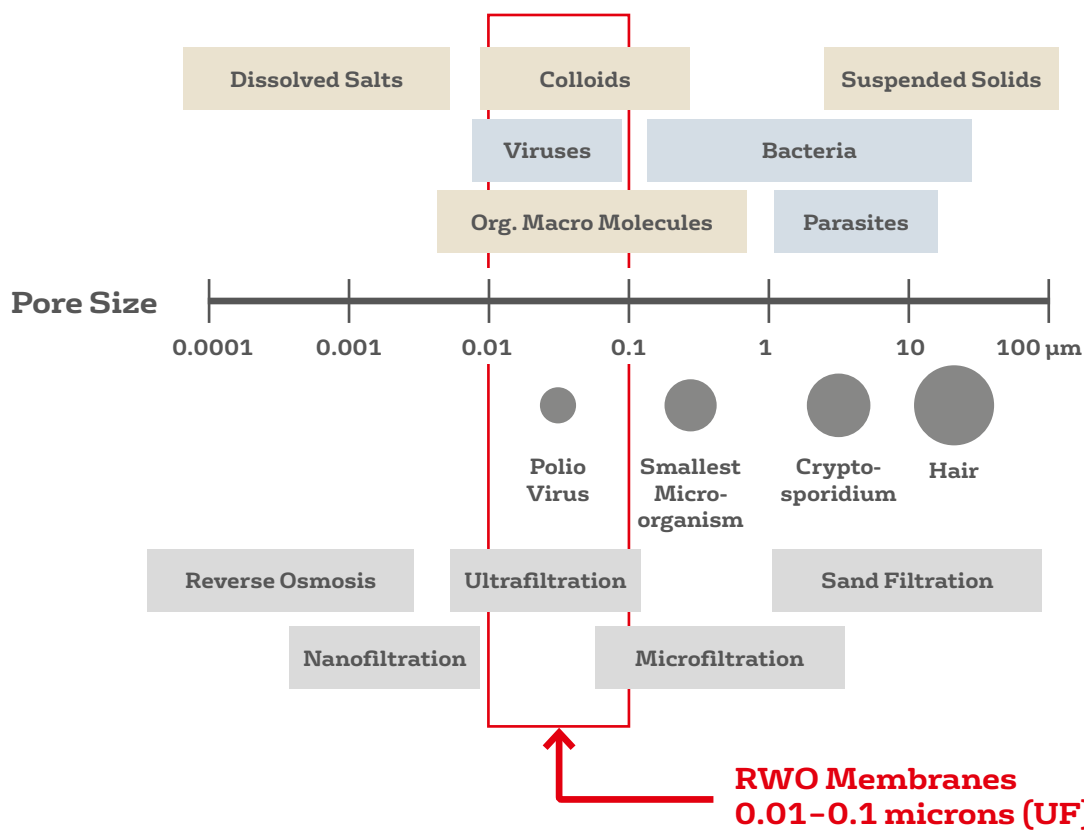 Dissolved Salts
Colloids
Suspended Solids
Viruses
Bacteria
Org. Macro Molecules
Parasites
Pore Size
0.0001
0.001
0.01
0.1
1
10
100 µm
Polio
Virus
Smallest
Micro-
organism
Crypto-
sporidium
Hair
Reverse Osmosis
Ultrafiltration
Sand Filtration
Nanofiltration
Microfiltration
RWO Membranes
0.01–0.1 microns (UF)